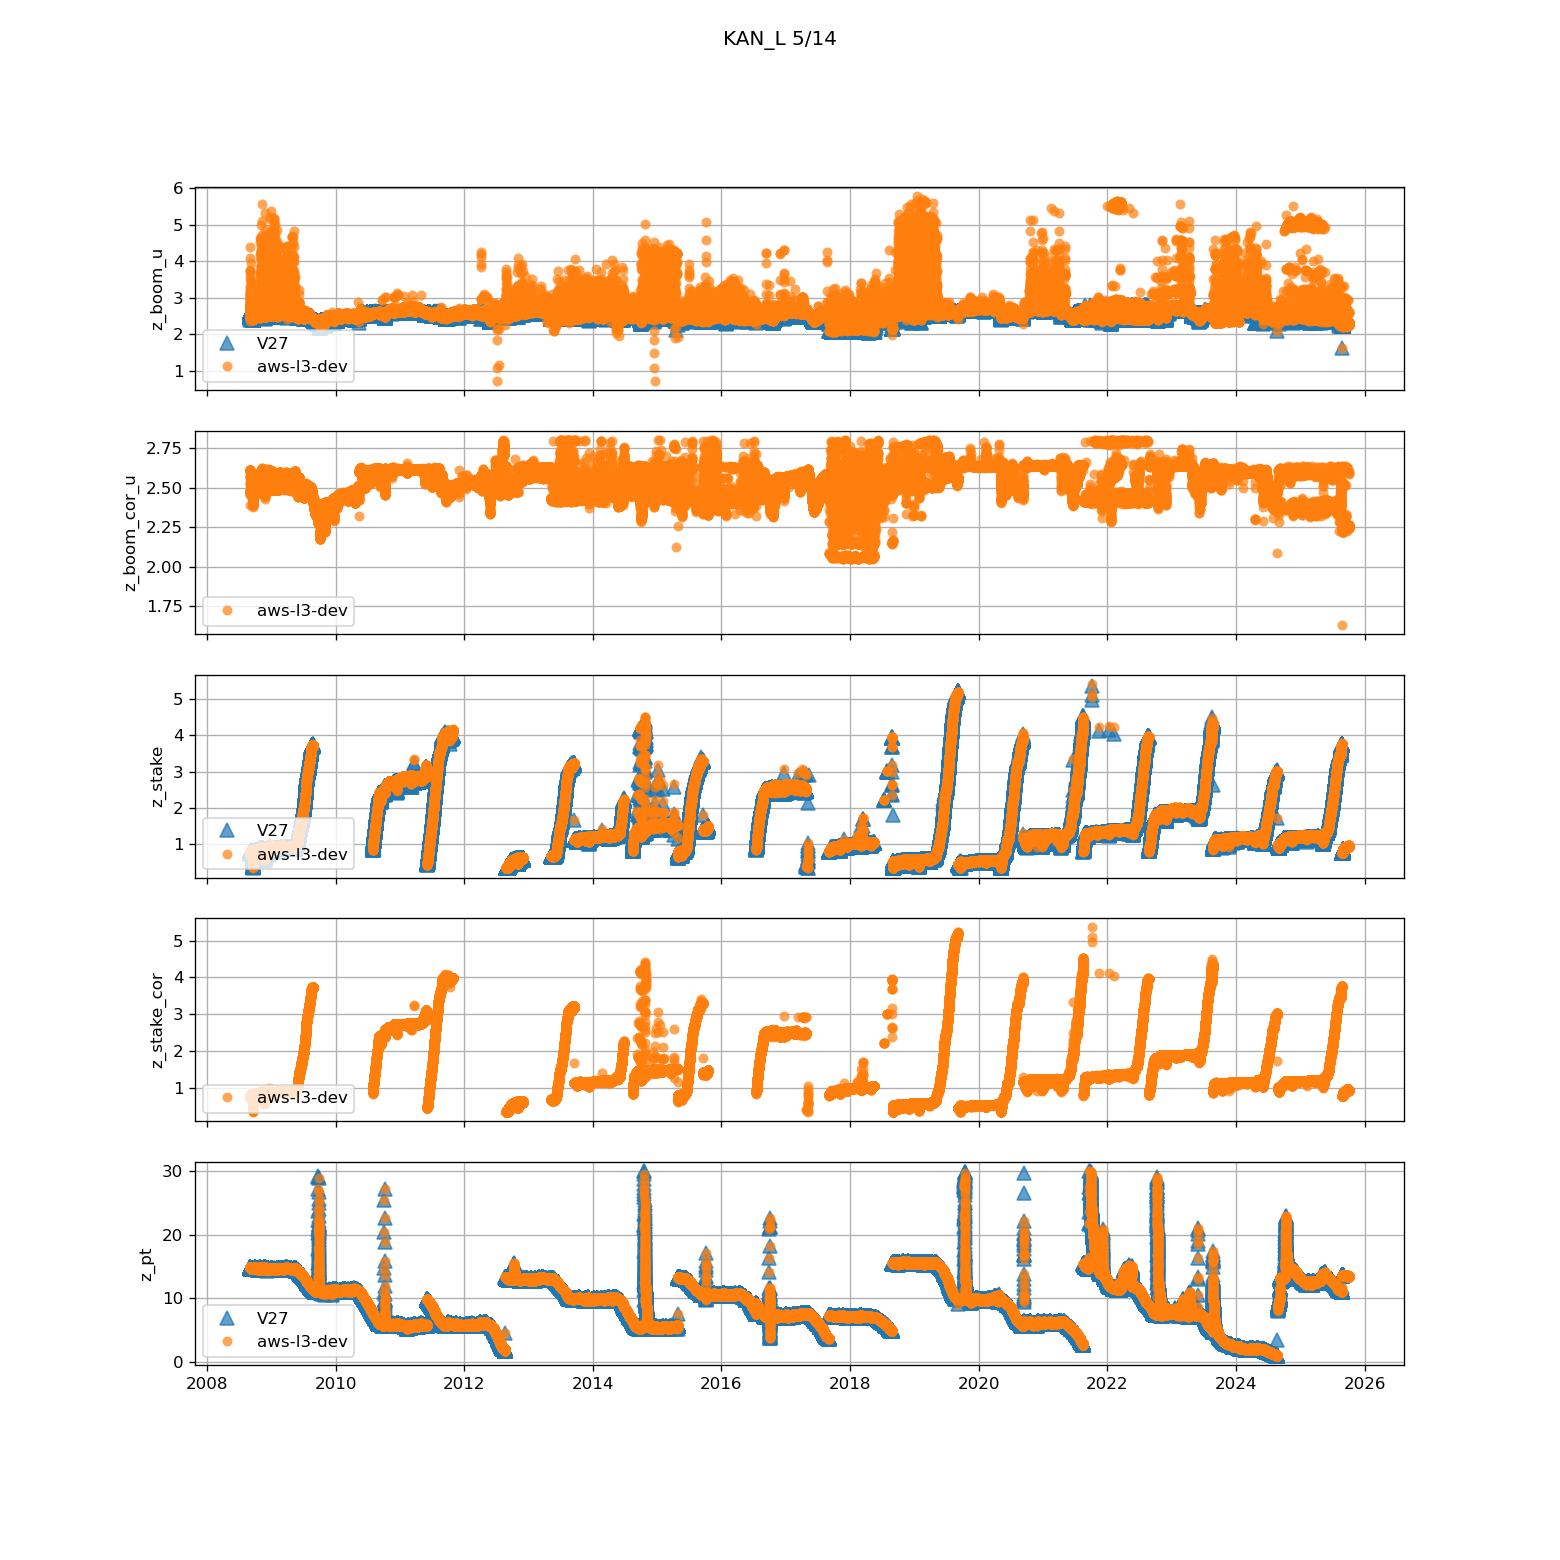 KAN_L 5/14
6
5
4
3
2
1
z_boom_u
V27
aws-l3-dev
2.75
2.50
2.25
2.00
1.75
z_boom_cor_u
aws-l3-dev
5
4
3
2
1
z_stake
V27
aws-l3-dev
5
4
3
2
1
z_stake_cor
aws-l3-dev
30
20
10
0
z_pt
V27
aws-l3-dev
2008 2010 2012 2014 2016 2018 2020 2022 2024 2026